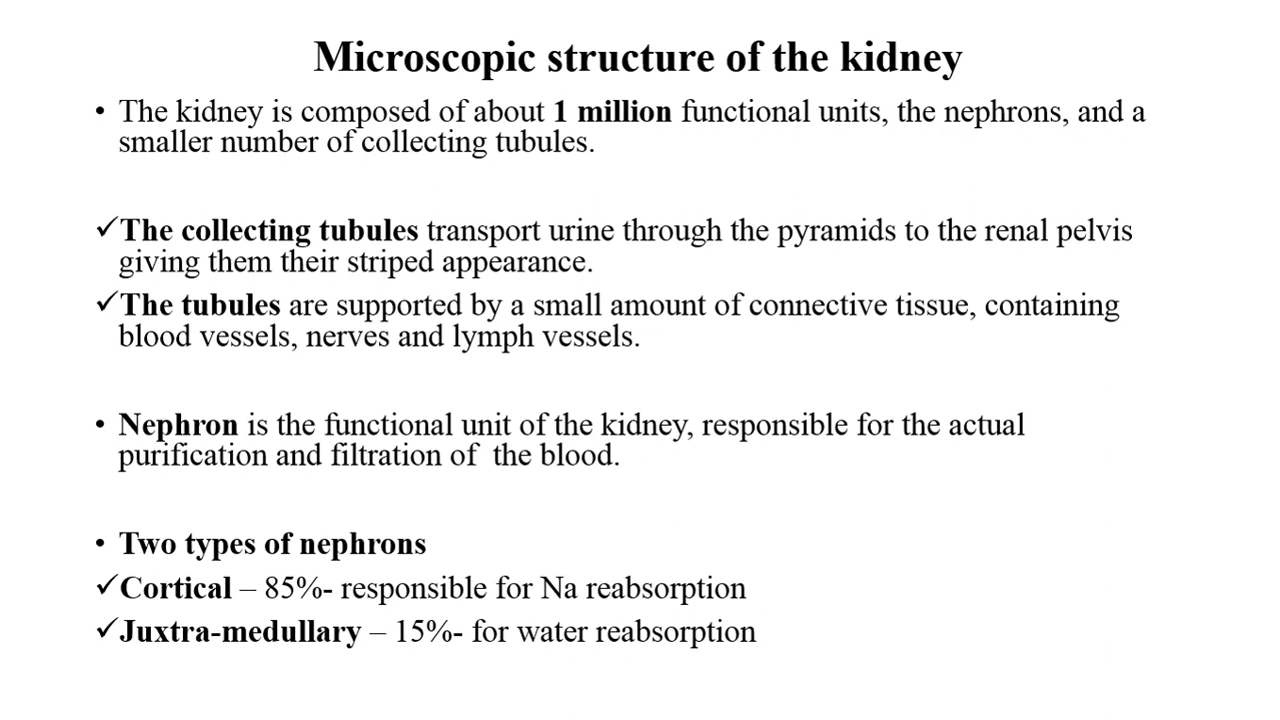 Microscopic structure of the kidney
• The kidney is composed of about 1 million functional units, the nephrons, and a
smaller number of collecting tubules.
✓The collecting tubules transport urine through the pyramids to the renal pelvis
giving them their striped appearance.
✓The tubules are supported by a small amount of connective tissue, containing
blood vessels, nerves and lymph vessels.
• Nephron is the functional unit of the kidney, responsible for the actual
purification and filtration of  the blood.
• Two types of nephrons
✓Cortical – 85%- responsible for Na reabsorption
✓Juxtra-medullary – 15%- for water reabsorption